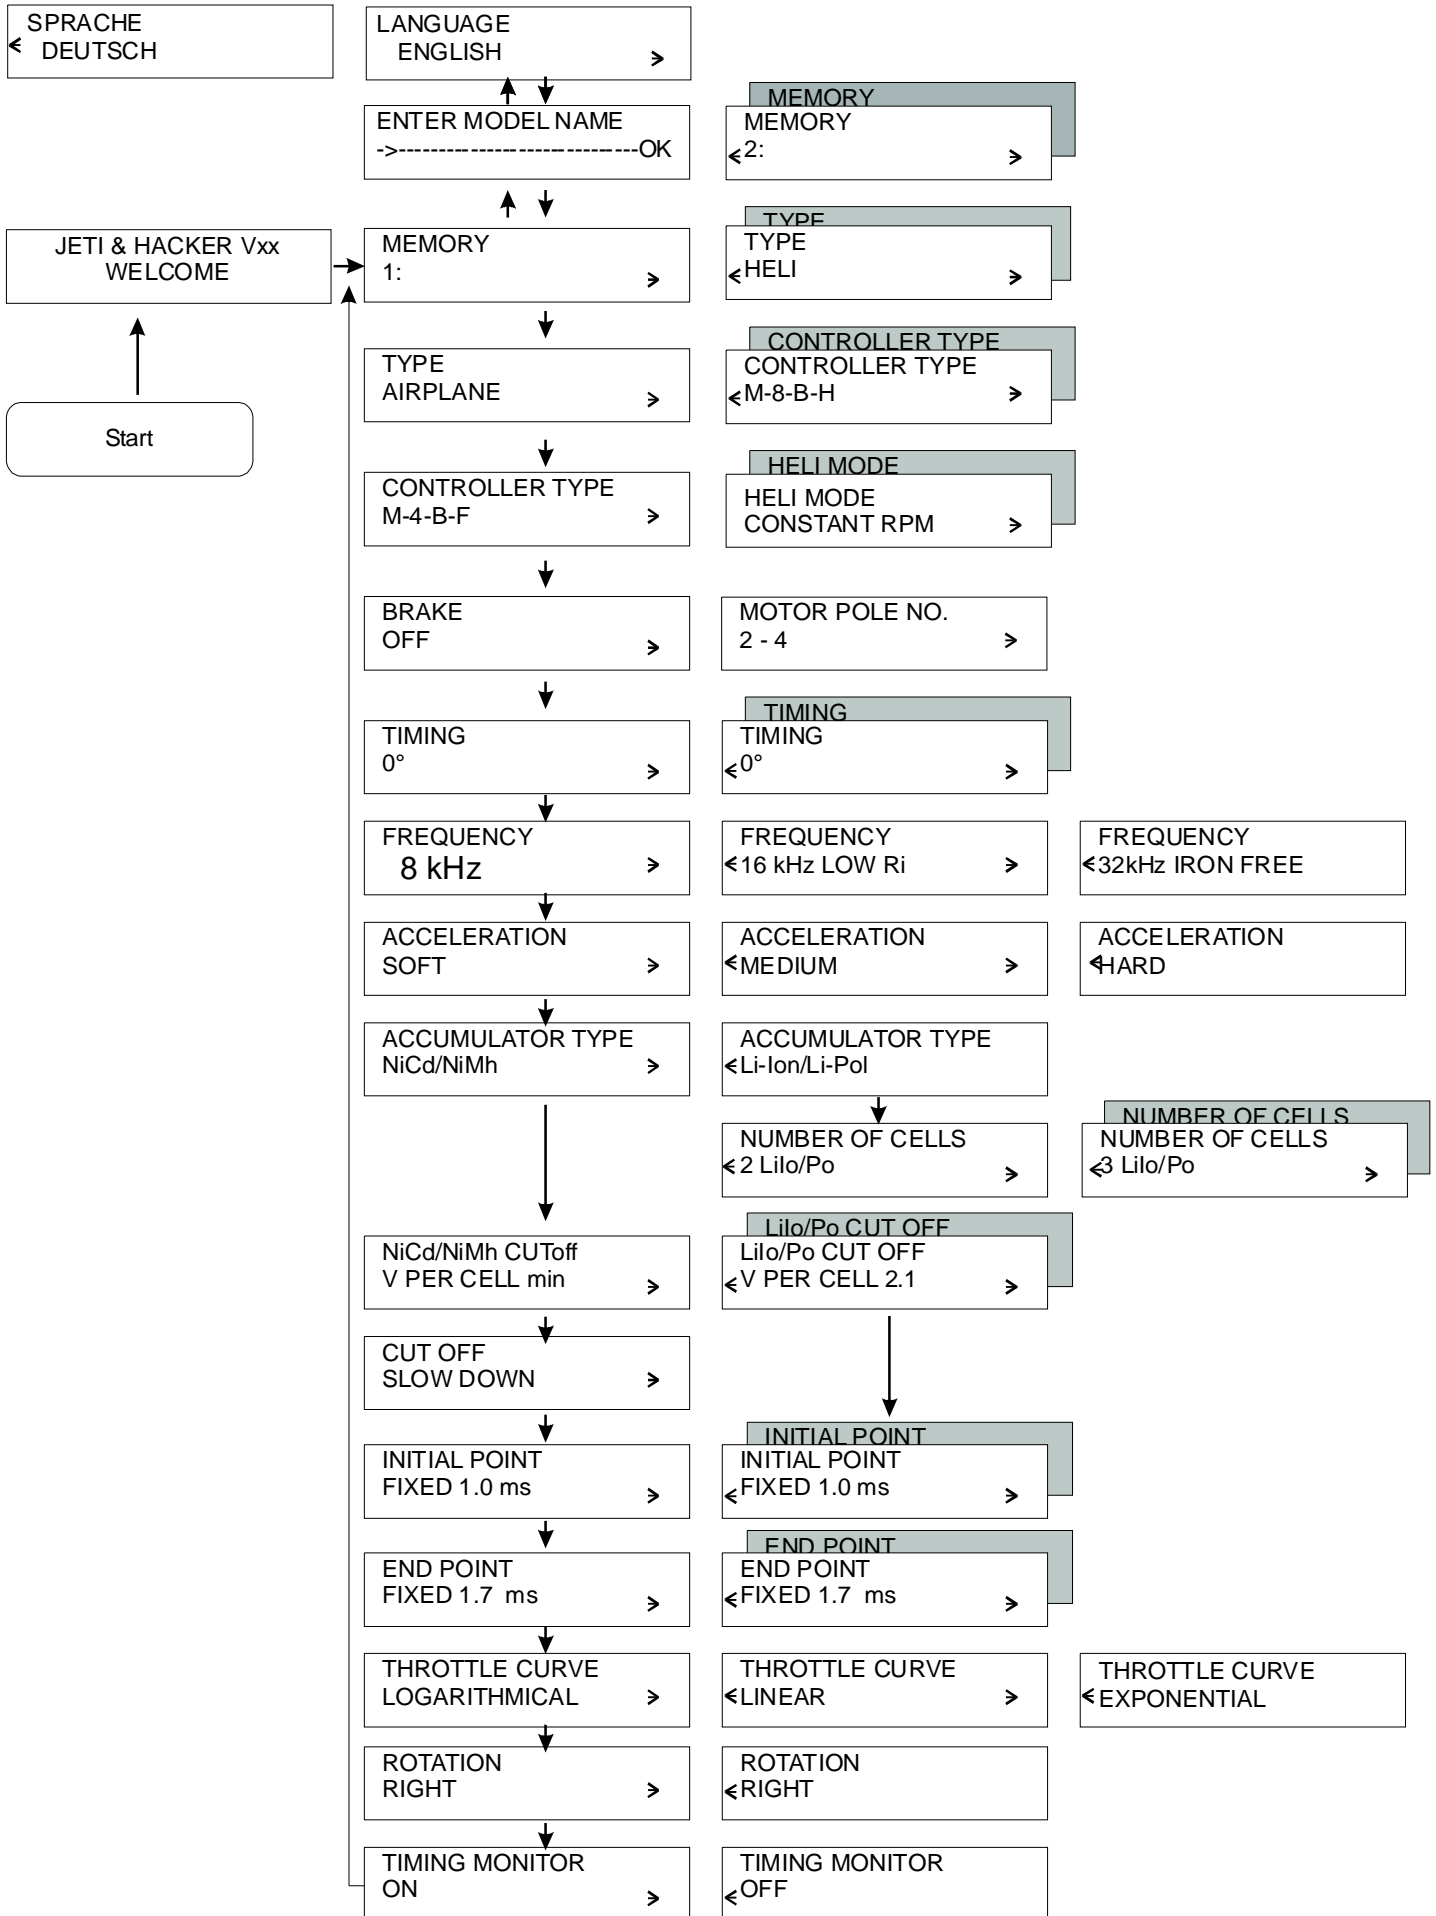 SPRACHE
DEUTSCH
LANGUAGE
ENGLISH
ENTER MODEL NAME
->------------------------------OK
MEMORY
MEMORY
2:
JETI & HACKER Vxx
WELCOME
MEMORY
1:
TYPE
TYPE
HELI
Start
TYPE
AIRPLANE
CONTROLLER TYPE
CONTROLLER TYPE
M-8-B-H
CONTROLLER TYPE
M-4-B-F
HELI MODE
HELI MODE
CONSTANT RPM
BRAKE
OFF
MOTOR POLE NO.
2 - 4
TIMING
0°
TIMING
TIMING
0°
FREQUENCY
8 kHz
FREQUENCY
16 kHz LOW Ri
FREQUENCY
32kHz IRON FREE
ACCELERATION
SOFT
ACCELERATION
MEDIUM
ACCELERATION
HARD
ACCUMULATOR TYPE
NiCd/NiMh
ACCUMULATOR TYPE
Li-Ion/Li-Pol
NUMBER OF CELLS
2 LiIo/Po
NUMBER OF CELLS
NUMBER OF CELLS
3 LiIo/Po
NiCd/NiMh CUToff
V PER CELL min
LiIo/Po CUT OFF
LiIo/Po CUT OFF
V PER CELL 2.1
CUT OFF
SLOW DOWN
INITIAL POINT
FIXED 1.0 ms
INITIAL POINT
INITIAL POINT
FIXED 1.0 ms
END POINT
FIXED 1.7 ms
END POINT
END POINT
FIXED 1.7 ms
THROTTLE CURVE
LOGARITHMICAL
THROTTLE CURVE
LINEAR
THROTTLE CURVE
EXPONENTIAL
ROTATION
RIGHT
ROTATION
RIGHT
TIMING MONITOR
ON
TIMING MONITOR
OFF